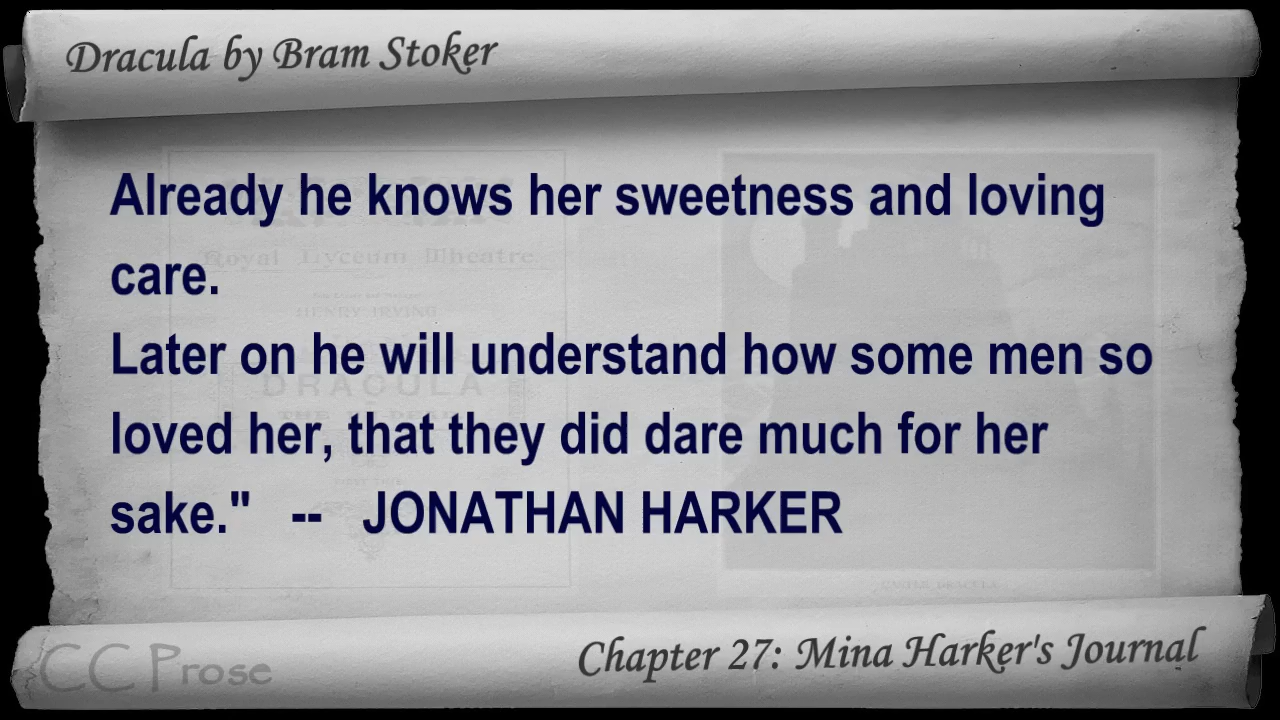 Dracula by Bram Stoker
Already he knows her sweetness and loving
care.
Royal Lyceum Theatre
HENRY IRVING
Later on he will understand how some men so
DRACULA
loved her, that they did dare much for her
sake." -- JONATHAN HARKER
CASTLE DRACULA
CC Prose
Chapter 27: Mina Harker's Journal